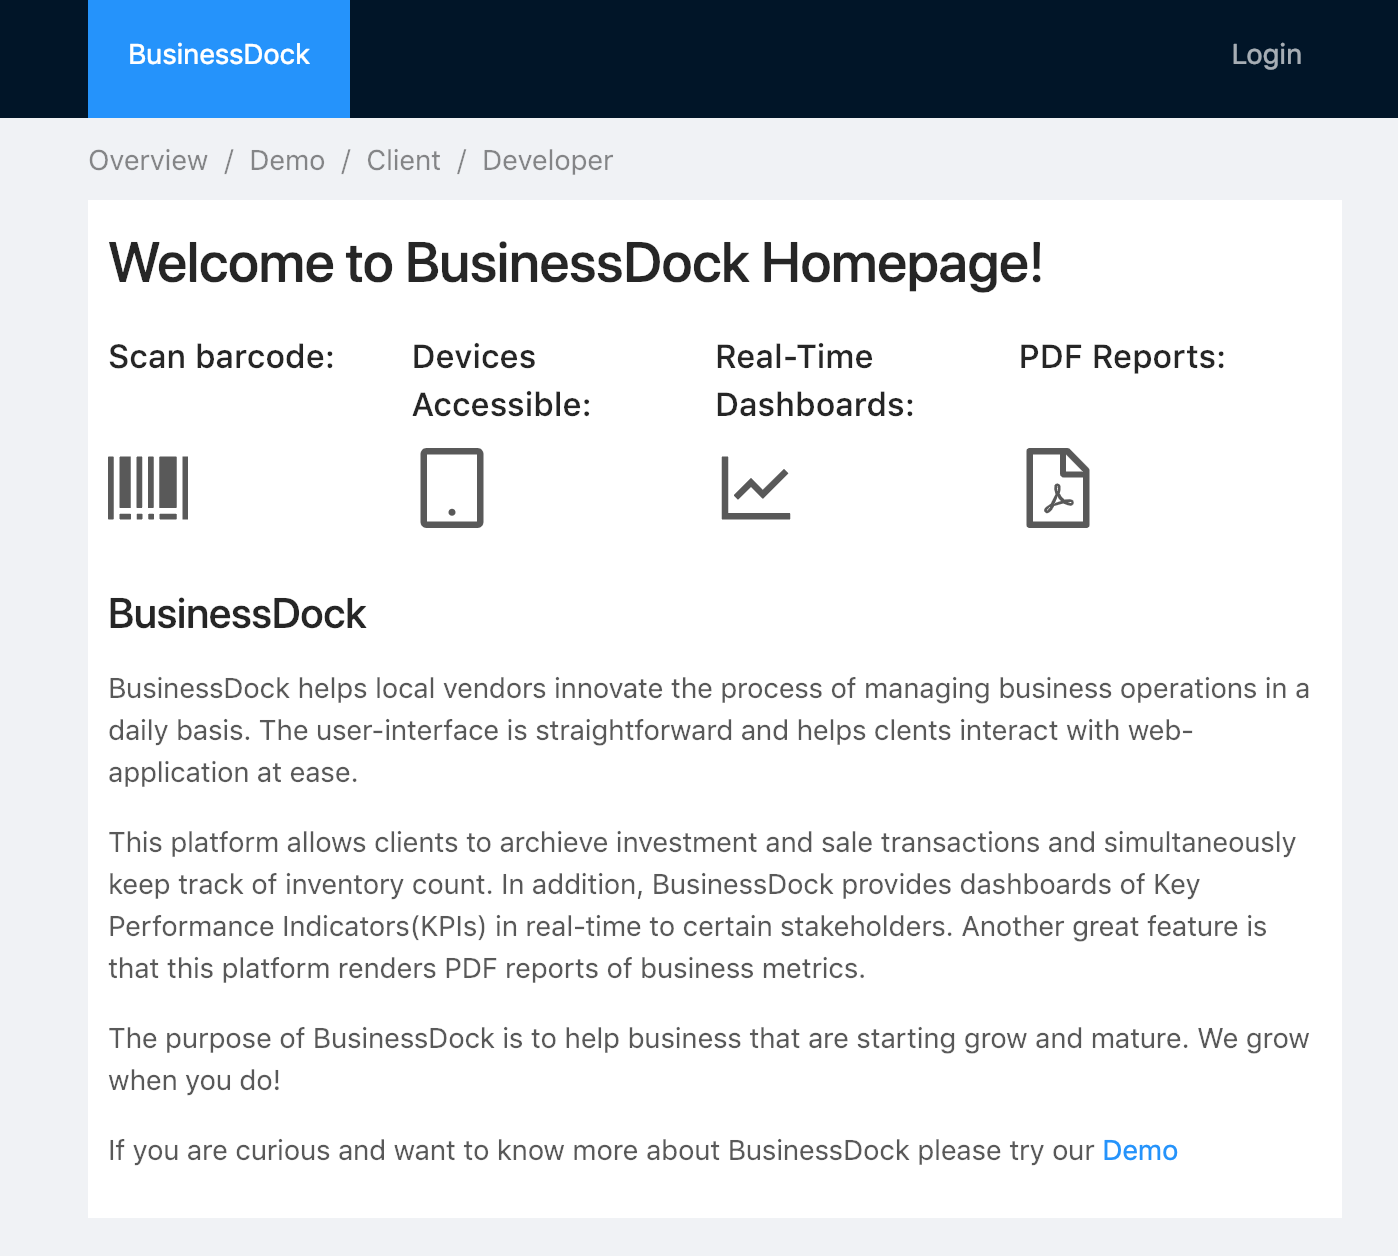 BusinessDock
Login
Overview / Demo / Client / Developer
Welcome to BusinessDock Homepage!
Scan barcode:
Devices
Accessible:
Real-Time
Dashboards:
PDF Reports:
BusinessDock
BusinessDock helps local vendors innovate the process of managing business operations in a
daily basis. The user-interface is straightforward and helps clents interact with web-
application at ease.
This platform allows clients to archieve investment and sale transactions and simultaneously
keep track of inventory count. In addition, BusinessDock provides dashboards of Key
Performance Indicators(KPIs) in real-time to certain stakeholders. Another great feature is
that this platform renders PDF reports of business metrics.
The purpose of BusinessDock is to help business that are starting grow and mature. We grow
when you do!
If you are curious and want to know more about BusinessDock please try our Demo